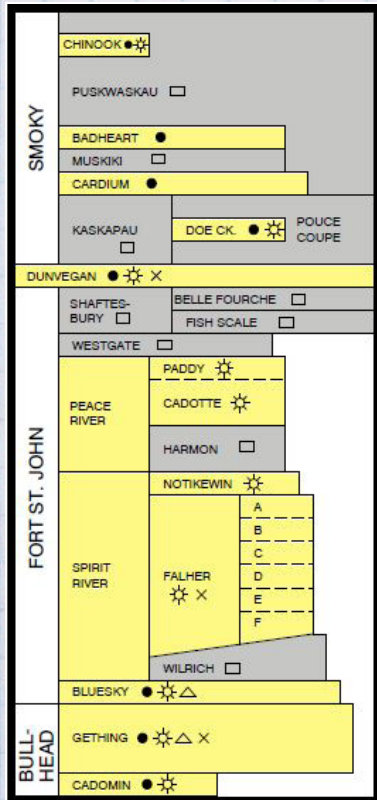 SMOKY
CHINOOK
PUSKWASKAU
BADHEART
MUSKIKI
CARDIUM
KASKAPAU
DOE CK.
POUCE
COUPE
DUNVEGAN
FORT ST. JOHN
SHAFTES-
BURY
BELLE FOURCHE
FISH SCALE
WESTGATE
PEACE
RIVER
PADDY
CADOTTE
HARMON
SPIRIT
RIVER
NOTIKEWIN
FALHER
A
B
C
D
E
F
WILRICH
BLUESKY
BULL-
HEAD
GETHING
CADOMIN